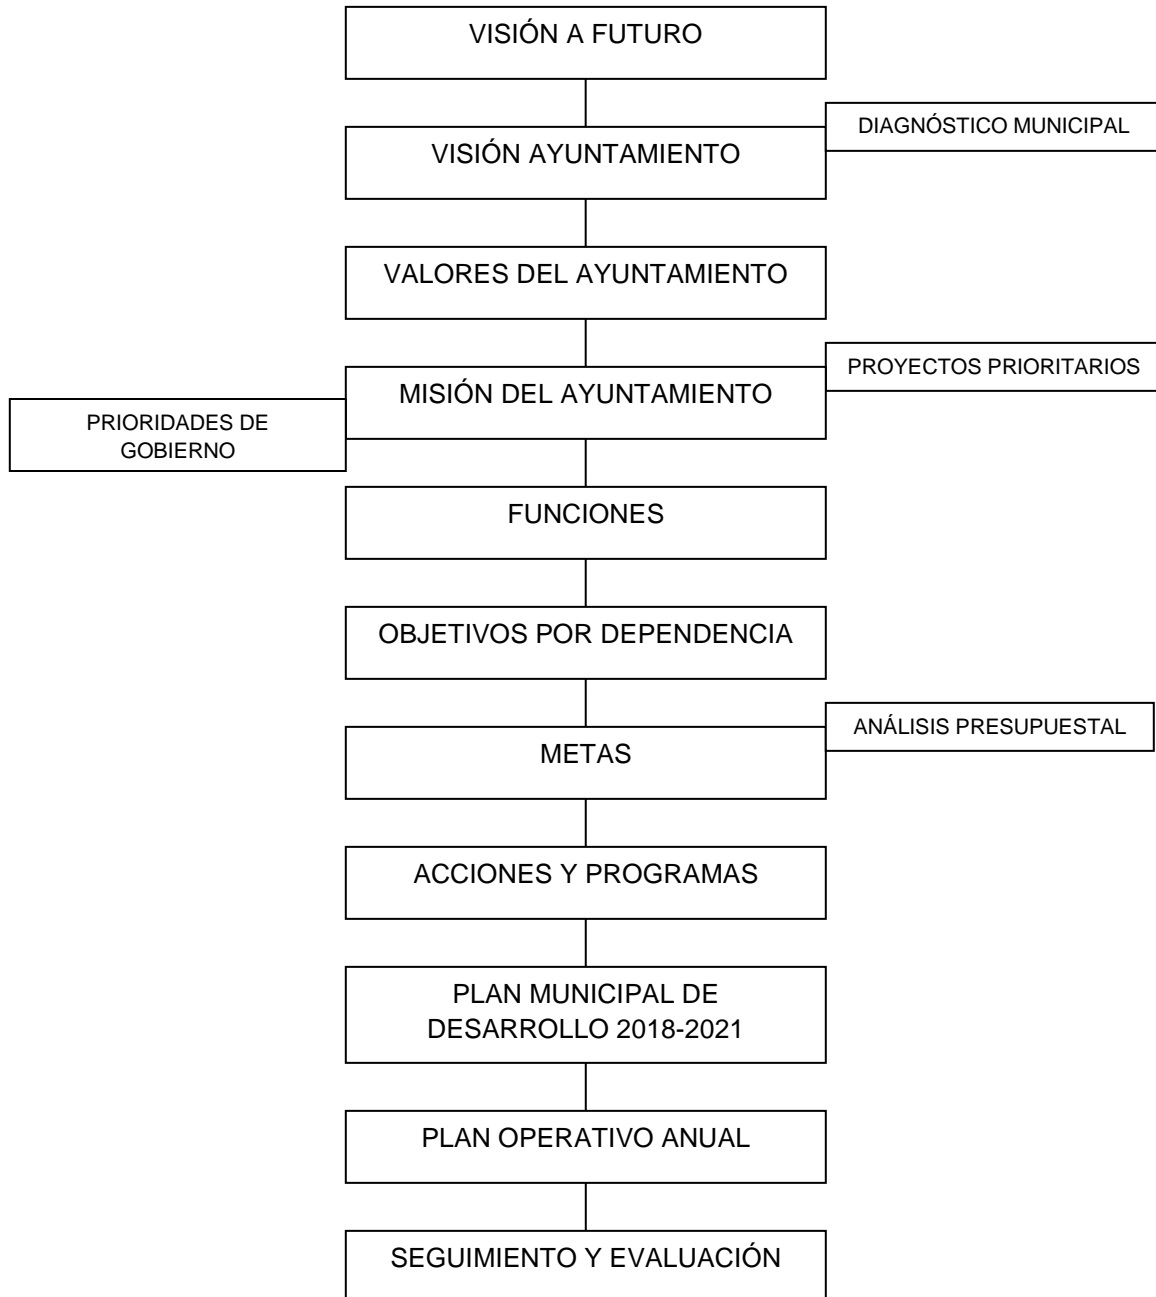 VISIÓN A FUTURO
DIAGNÓSTICO MUNICIPAL
VISIÓN AYUNTAMIENTO
VALORES DEL AYUNTAMIENTO
PROYECTOS PRIORITARIOS
MISIÓN DEL AYUNTAMIENTO
PRIORIDADES DE
GOBIERNO
FUNCIONES
OBJETIVOS POR DEPENDENCIA
ANÁLISIS PRESUPUESTAL
METAS
ACCIONES Y PROGRAMAS
PLAN MUNICIPAL DE
DESARROLLO 2018-2021
PLAN OPERATIVO ANUAL
SEGUIMIENTO Y EVALUACIÓN